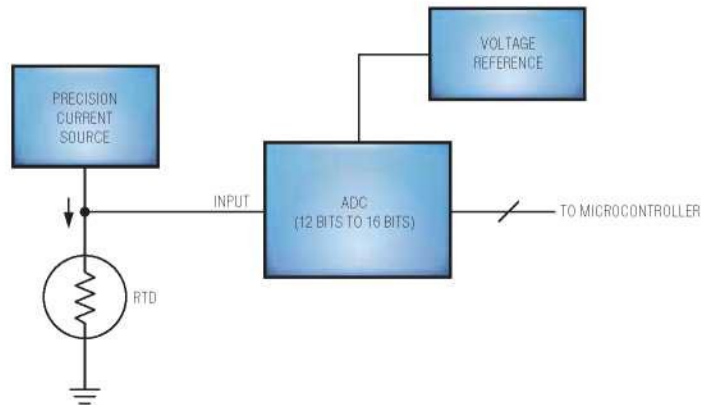 VOLTAGE
REFERENCE
PRECISION
CURRENT
SOURCE
INPUT
ADC
(12 BITS TO 16 BITS)
TO MICROCONTROLLER
RTD